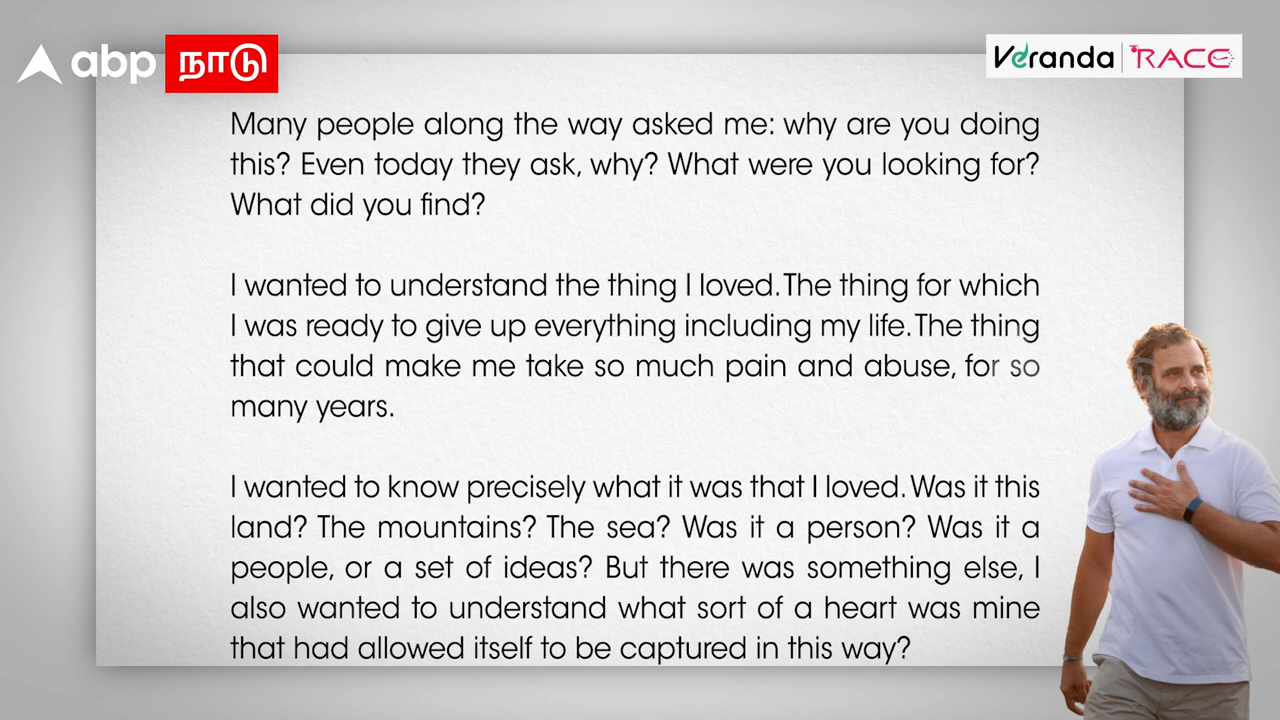 abp நாடு
Veranda RACE
Many people along the way asked me: why are you doing
this? Even today they ask, why? What were you looking for?
What did you find?
I wanted to understand the thing I loved. The thing for which
I was ready to give up everything including my life. The thing
that could make me take so much pain and abuse, for so
many years.
I wanted to know precisely what it was that I loved. Was it this
land? The mountains? The sea? Was it a person? Was it a
people, or a set of ideas? But there was something else, I
also wanted to understand what sort of a heart was mine
that had allowed itself to be captured in this way?